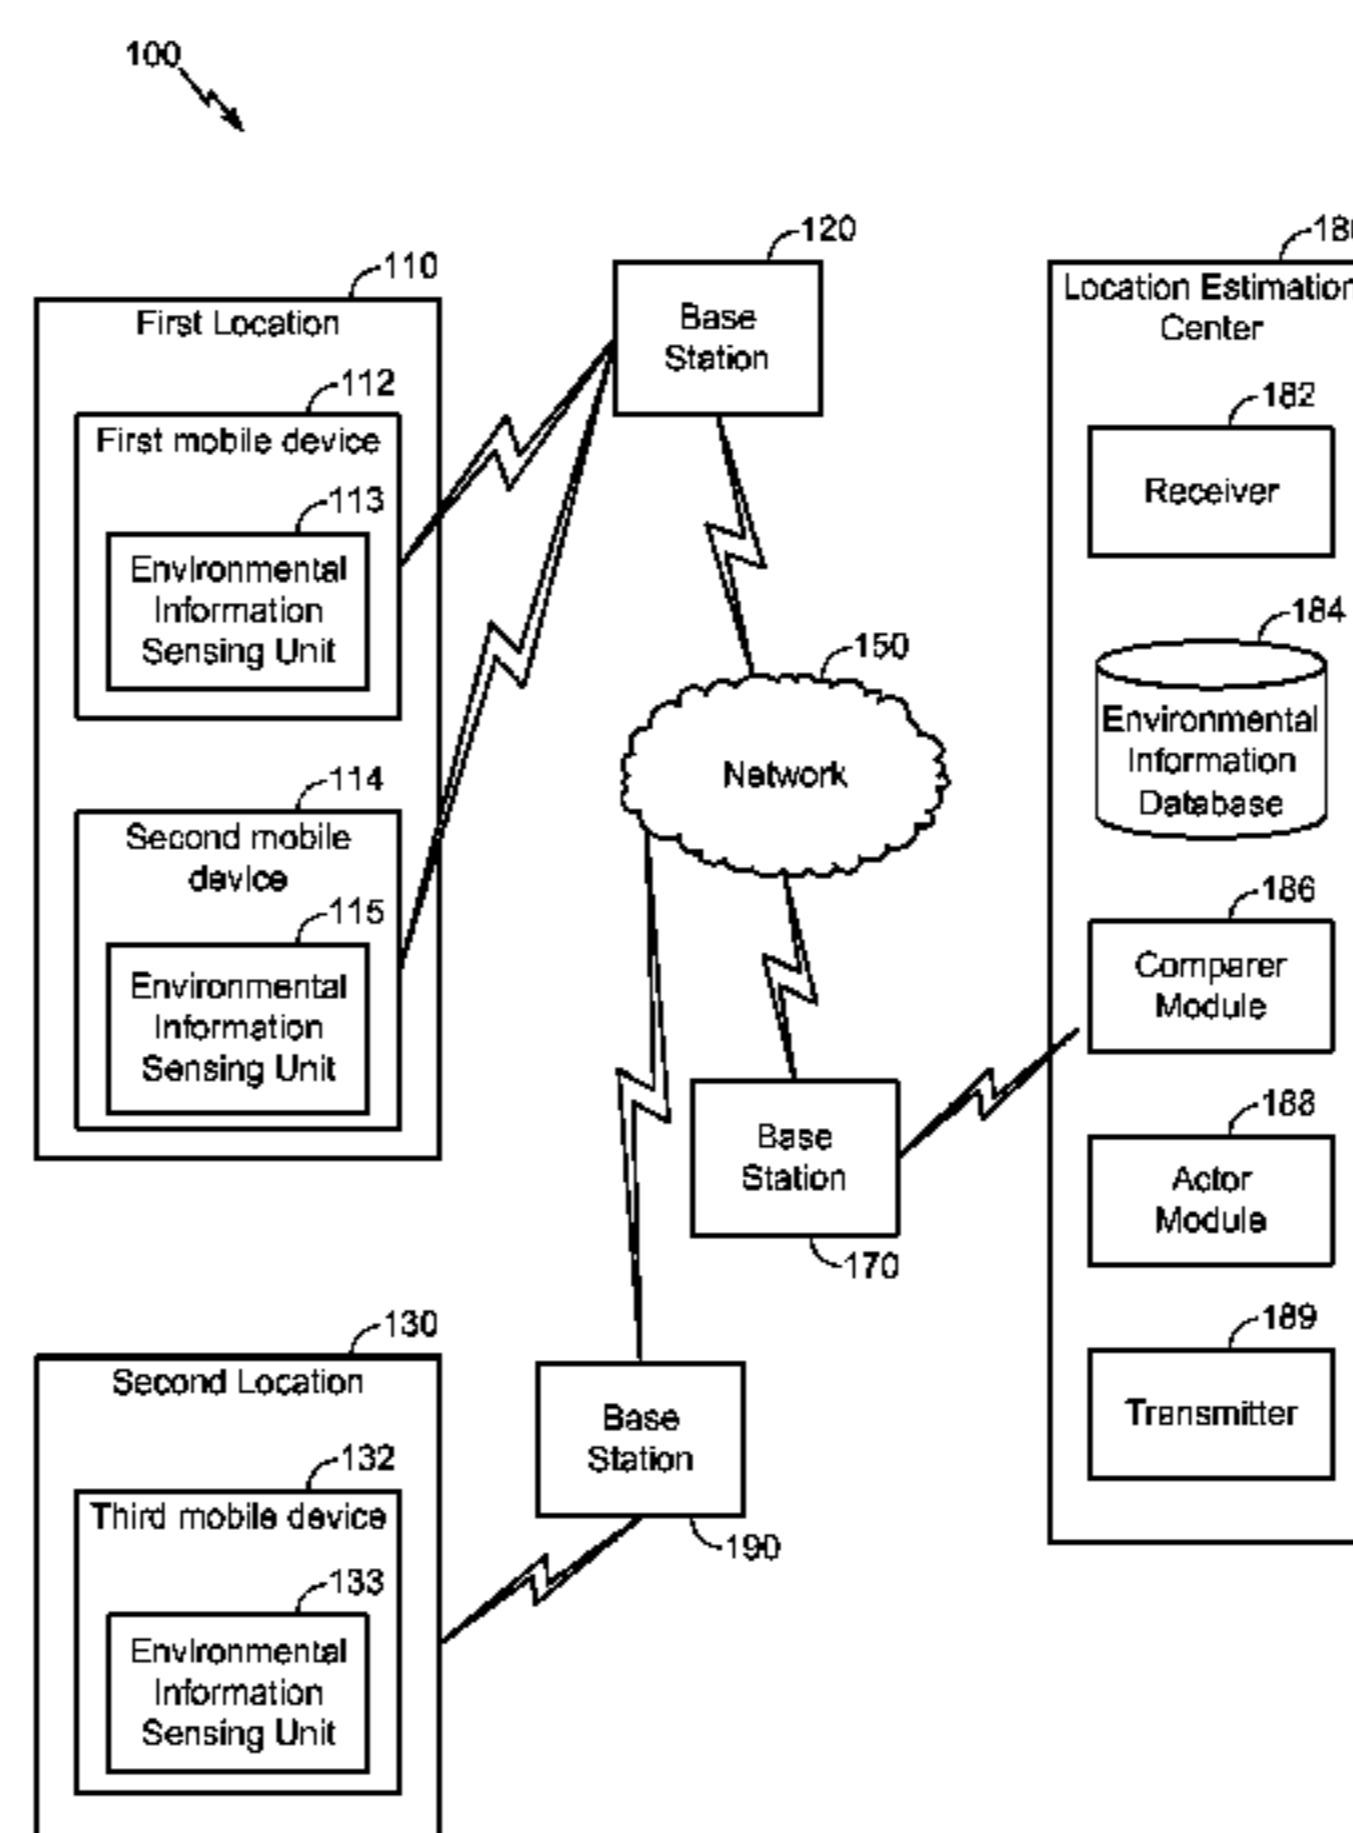 100
110
First Location
112
First mobile device
113
Environmental
Information
Sensing Unit
114
Second mobile
device
115
Environmental
Information
Sensing Unit
120
Base
Station
150
Network
Base
Station
170
130
Second Location
132
Third mobile device
133
Environmental
Information
Sensing Unit
Base
Station
190
Location Estimation
Center
182
Receiver
184
Environmental
Information
Database
186
Comparer
Module
188
Actor
Module
189
Transmitter